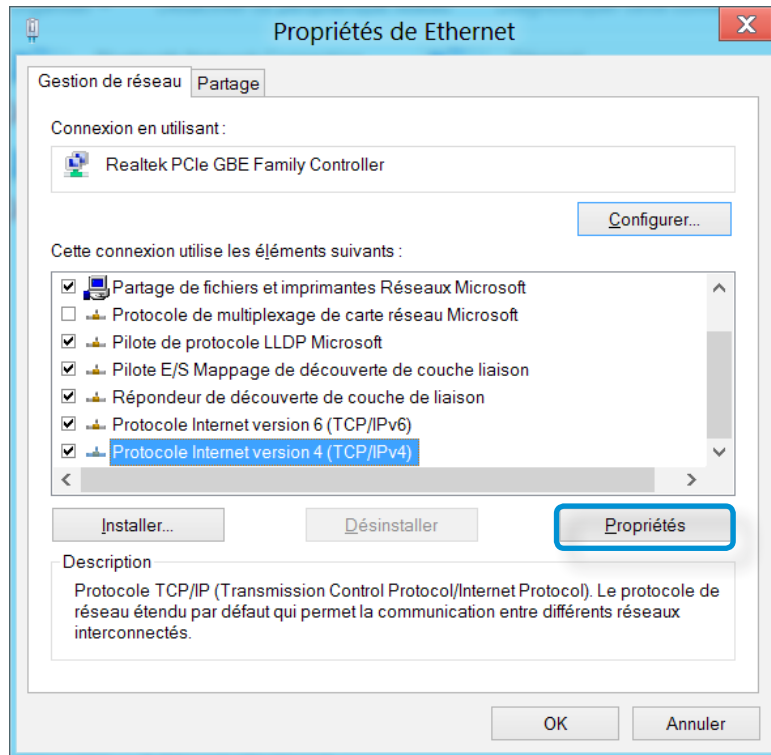 Propriétés de Ethernet
X
Gestion de réseau
Partage
Connexion en utilisant :
Realtek PCIe GBE Family Controller
Configurer...
Cette connexion utilise les éléments suivants :
Partage de fichiers et imprimantes Réseaux Microsoft
Protocole de multiplexage de carte réseau Microsoft
Pilote de protocole LLDP Microsoft
Pilote E/S Mappage de découverte de couche liaison
Répondeur de découverte de couche de liaison
Protocole Internet version 6 (TCP/IPv6)
Protocole Internet version 4 (TCP/IPv4)
Installer...
Désinstaller
Propriétés
Description
Protocole TCP/IP (Transmission Control Protocol/Internet Protocol). Le protocole de
réseau étendu par défaut qui permet la communication entre différents réseaux
interconnectés.
OK
Annuler